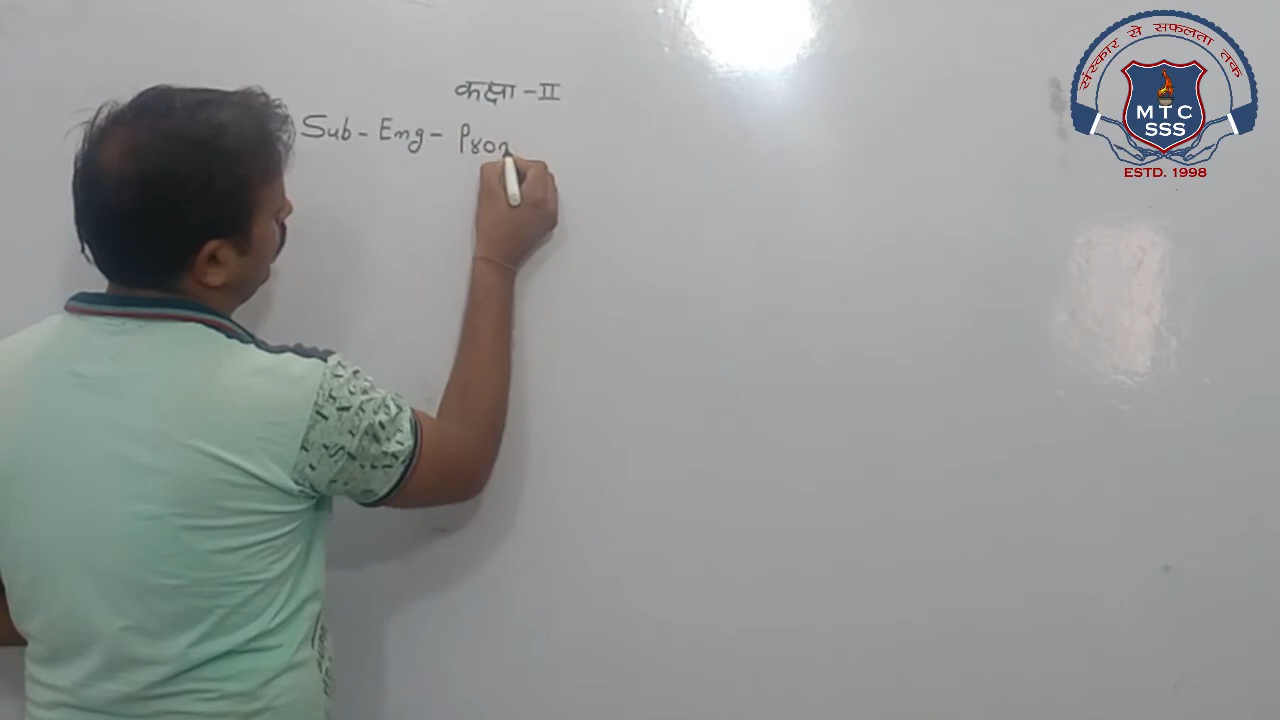 कक्षा - II
Sub - Eng - Pron
संस्कार से सफलता तक
MTC
SSS
ESTD. 1998